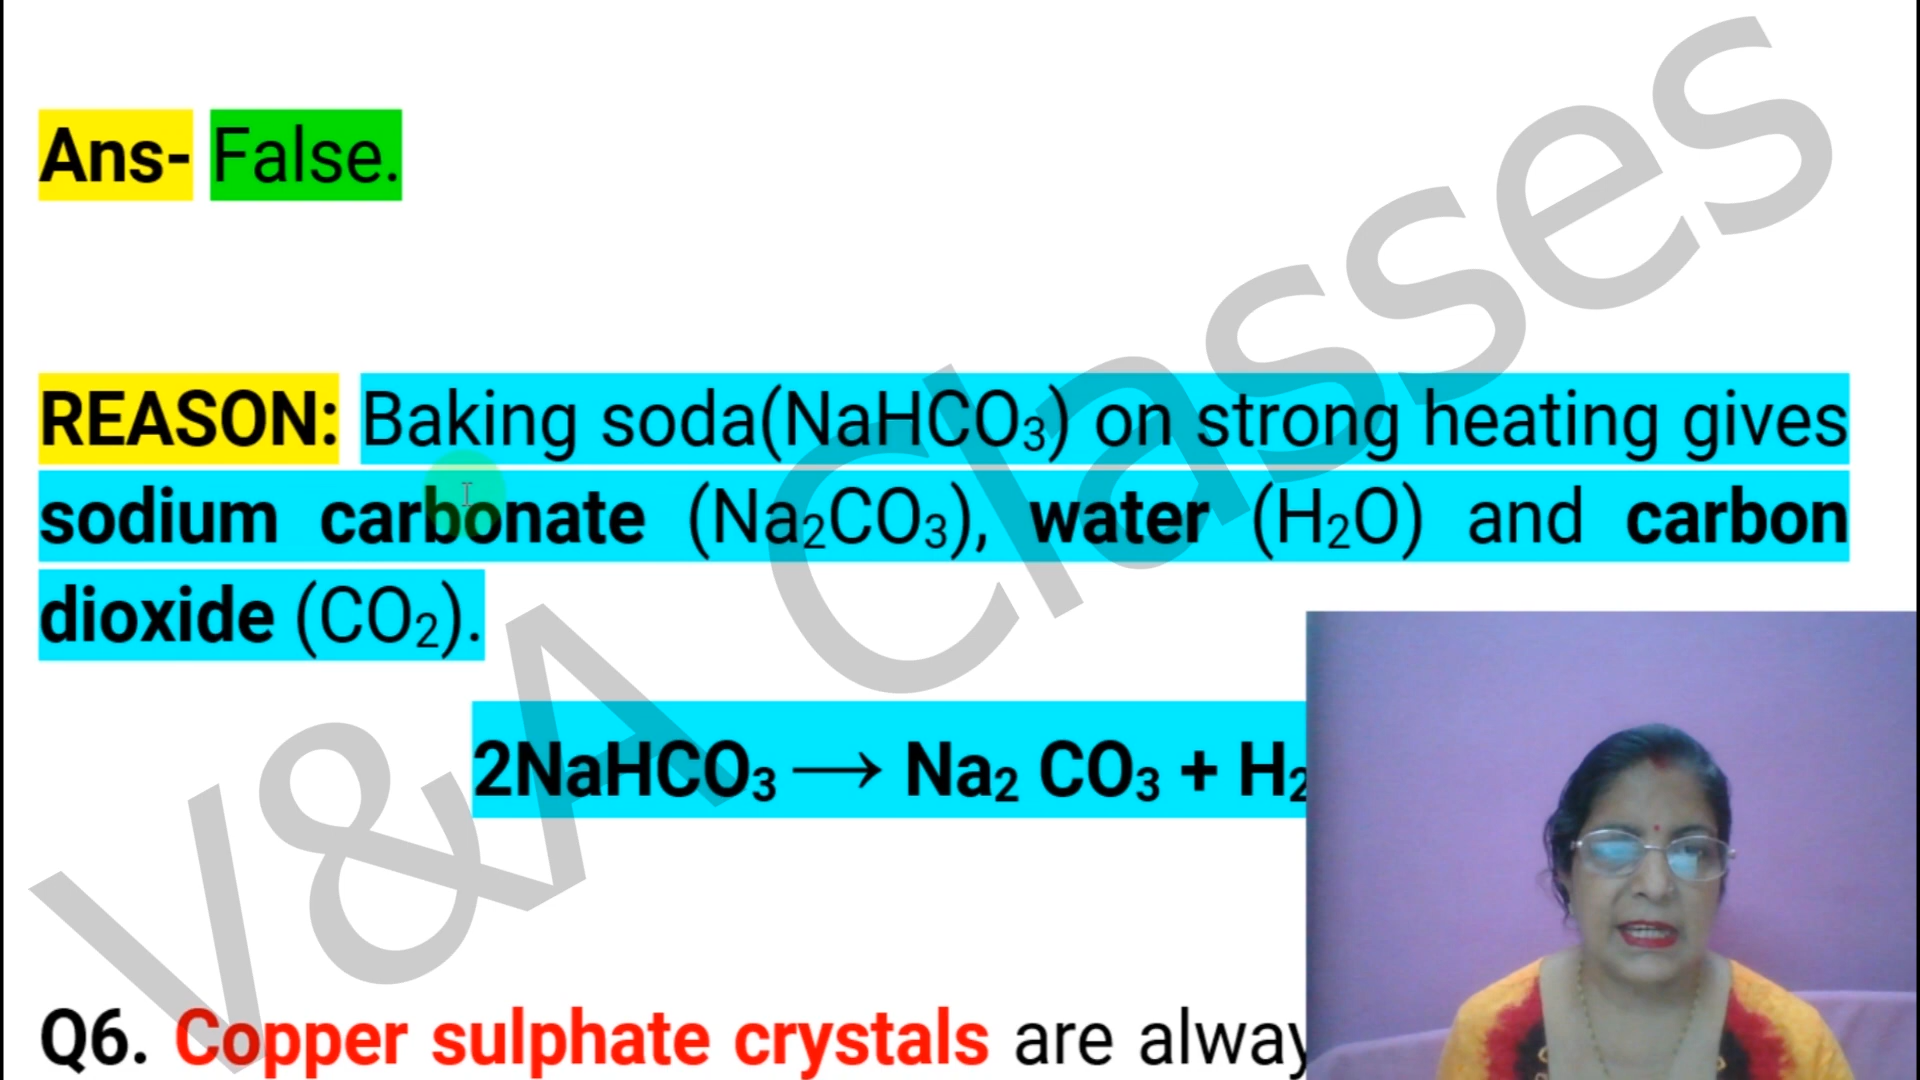 Ans- False.
REASON: Baking soda(NaHCO₃) on strong heating gives
sodium carbonate (Na₂CO₃), water (H₂O) and carbon
dioxide (CO₂).
2NaHCO₃ → Na₂ CO₃ + H₂
Q6. Copper sulphate crystals are alway
V&A Classes